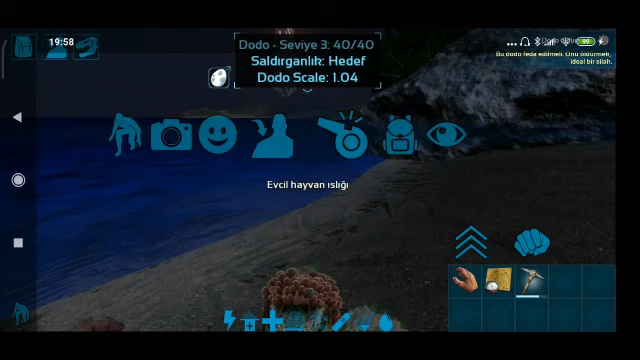 19:58
Dodo - Seviye 3: 40/40
Saldırganlık: Hedef
Dodo Scale: 1.04
99
Bu dodo feda edilmeli. Onu öldürmek,
ideal bir silah.
Evcil hayvan ıslığı